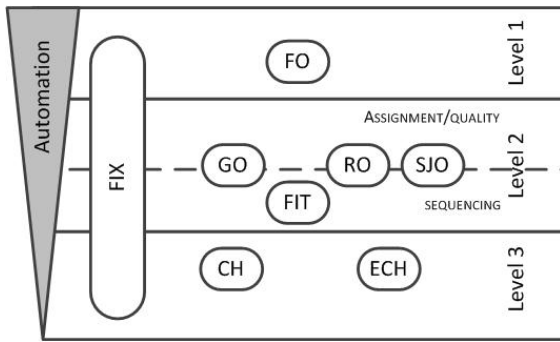 Automation
FIX
FO
Level 1
ASSIGNMENT/QUALITY
GO
RO
SJO
Level 2
FIT
SEQUENCING
CH
ECH
Level 3